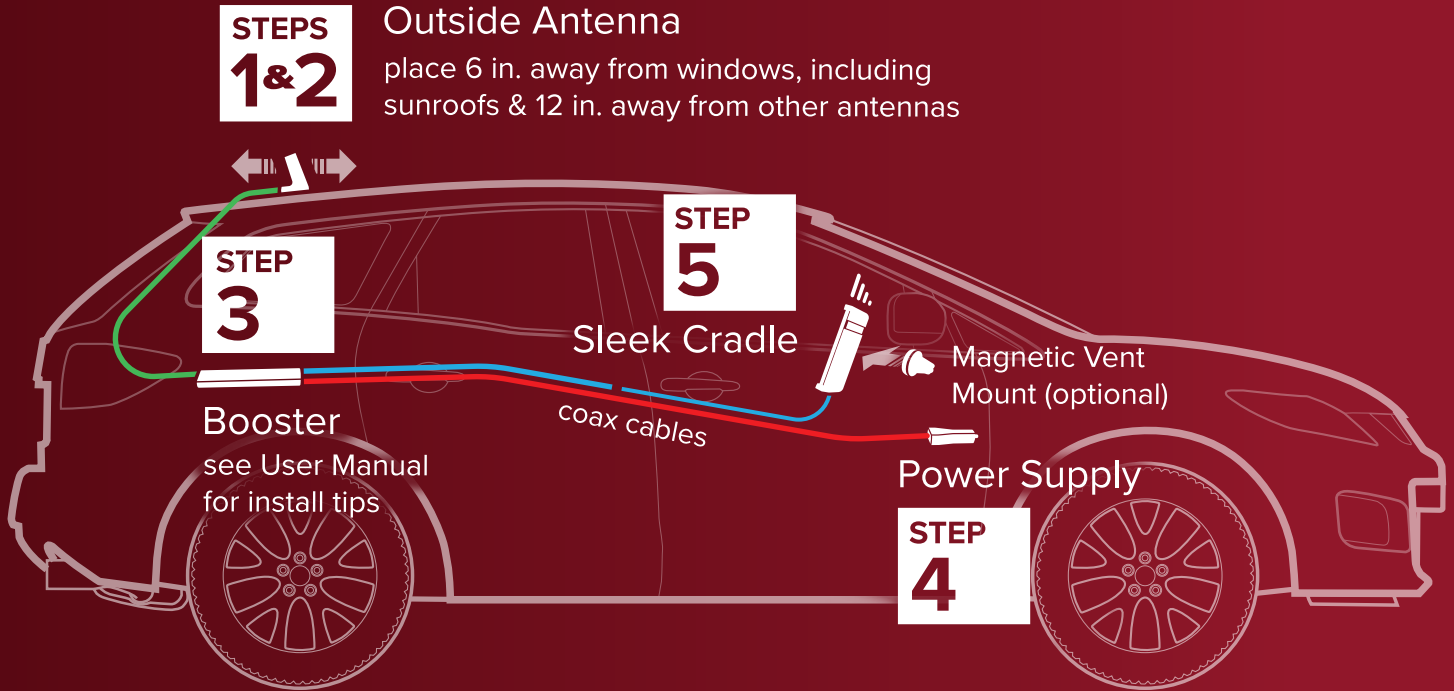 STEPS
1&2
Outside Antenna
place 6 in. away from windows, including
sunroofs & 12 in. away from other antennas
STEP
3
Booster
see User Manual
for install tips
STEP
5
Sleek Cradle
Magnetic Vent
Mount (optional)
coax cables
Power Supply
STEP
4